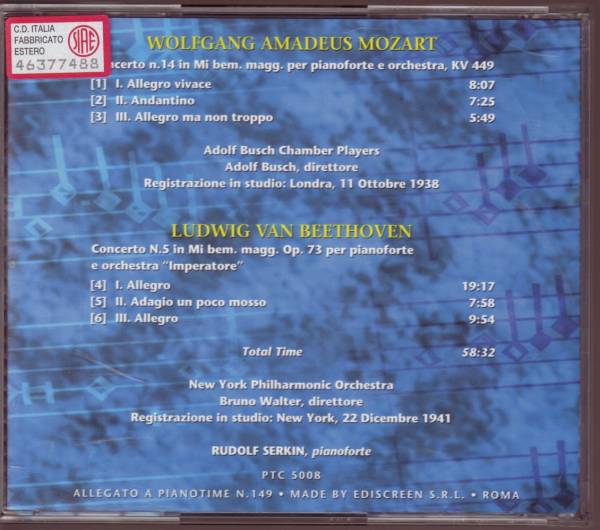 C.D. ITALIA
FABBRICATO
ESTERO
SIAE
46377488
WOLFGANG AMADEUS MOZART
oncerto n.14 in Mi bem. magg. per pianoforte e orchestra, KV 449
[1] I. Allegro vivace 8:07
[2] II. Andantino 7:25
[3] III. Allegro ma non troppo 5:49
Adolf Busch Chamber Players
Adolf Busch, direttore
Registrazione in studio: Londra, 11 Ottobre 1938
LUDWIG VAN BEETHOVEN
Concerto N.5 in Mi bem. magg. Op. 73 per pianoforte
e orchestra "Imperatore"
[4] I. Allegro 19:17
[5] II. Adagio un poco mosso 7:58
[6] III. Allegro 9:54
Total Time 58:32
New York Philharmonic Orchestra
Bruno Walter, direttore
Registrazione in studio: New York, 22 Dicembre 1941
RUDOLF SERKIN, pianoforte
PTC 5008
ALLEGATO A PIANOTIME N.149 • MADE BY EDISCREEN S.R.L. • ROMA